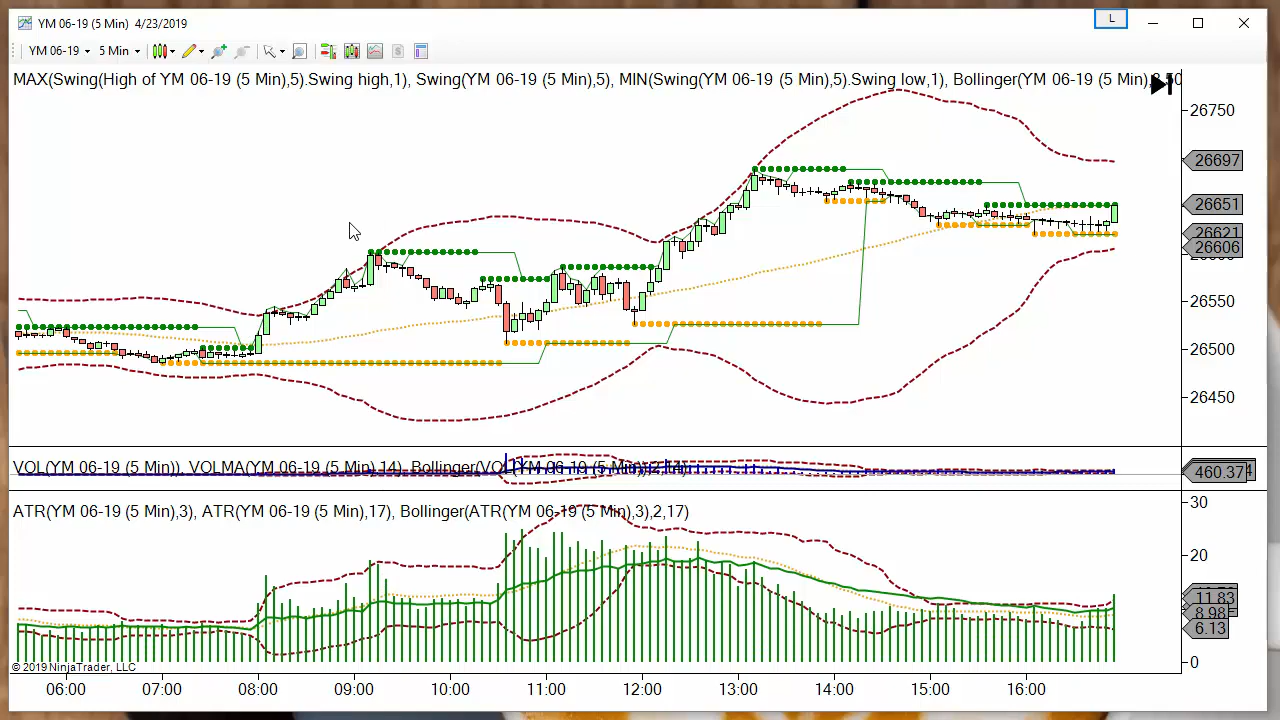 YM 06-19 (5 Min) 4/23/2019
L
YM 06-19 5 Min
MAX(Swing(High of YM 06-19 (5 Min),5).Swing high,1), Swing(YM 06-19 (5 Min),5), MIN(Swing(YM 06-19 (5 Min),5).Swing low,1), Bollinger(YM 06-19 (5 Min),2,50
26750
26697
26651
26621
26606
26550
26500
26450
VOL(YM 06-19 (5 Min)), VOLMA(YM 06-19 (5 Min),14), Bollinger(VOL(YM 06-19 (5 Min)),2,14)
460.37
ATR(YM 06-19 (5 Min),3), ATR(YM 06-19 (5 Min),17), Bollinger(ATR(YM 06-19 (5 Min),3),2,17)
30
20
11.83
8.98
F
6.13
0
© 2019 NinjaTrader, LLC
06:00 07:00 08:00 09:00 10:00 11:00 12:00 13:00 14:00 15:00 16:00